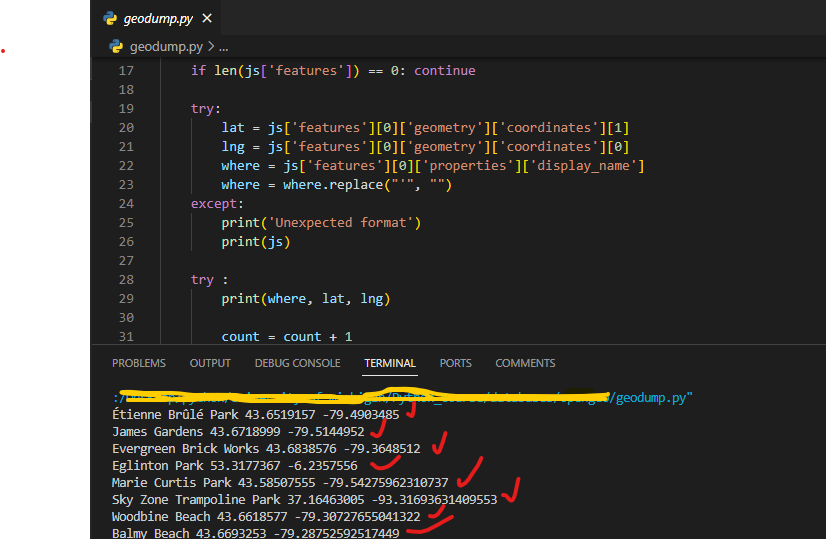 geodump.py
geodump.py > ...
17 if len(js['features']) == 0: continue
18
19 try:
20 lat = js['features'][0]['geometry']['coordinates'][1]
21 lng = js['features'][0]['geometry']['coordinates'][0]
22 where = js['features'][0]['properties']['display_name']
23 where = where.replace("'", "")
24 except:
25 print('Unexpected format')
26 print(js)
27
28 try :
29 print(where, lat, lng)
30
31 count = count + 1
PROBLEMS OUTPUT DEBUG CONSOLE TERMINAL PORTS COMMENTS
/geodump.py"
Étienne Brûlé Park 43.6519157 -79.4903485
James Gardens 43.6718999 -79.5144952
Evergreen Brick Works 43.6838576 -79.3648512
Eglinton Park 53.3177367 -6.2357556
Marie Curtis Park 43.58507555 -79.54275962310737
Sky Zone Trampoline Park 37.16463005 -93.31693631409553
Woodbine Beach 43.6618577 -79.30727655041322
Balmy Beach 43.6693253 -79.28752592517449